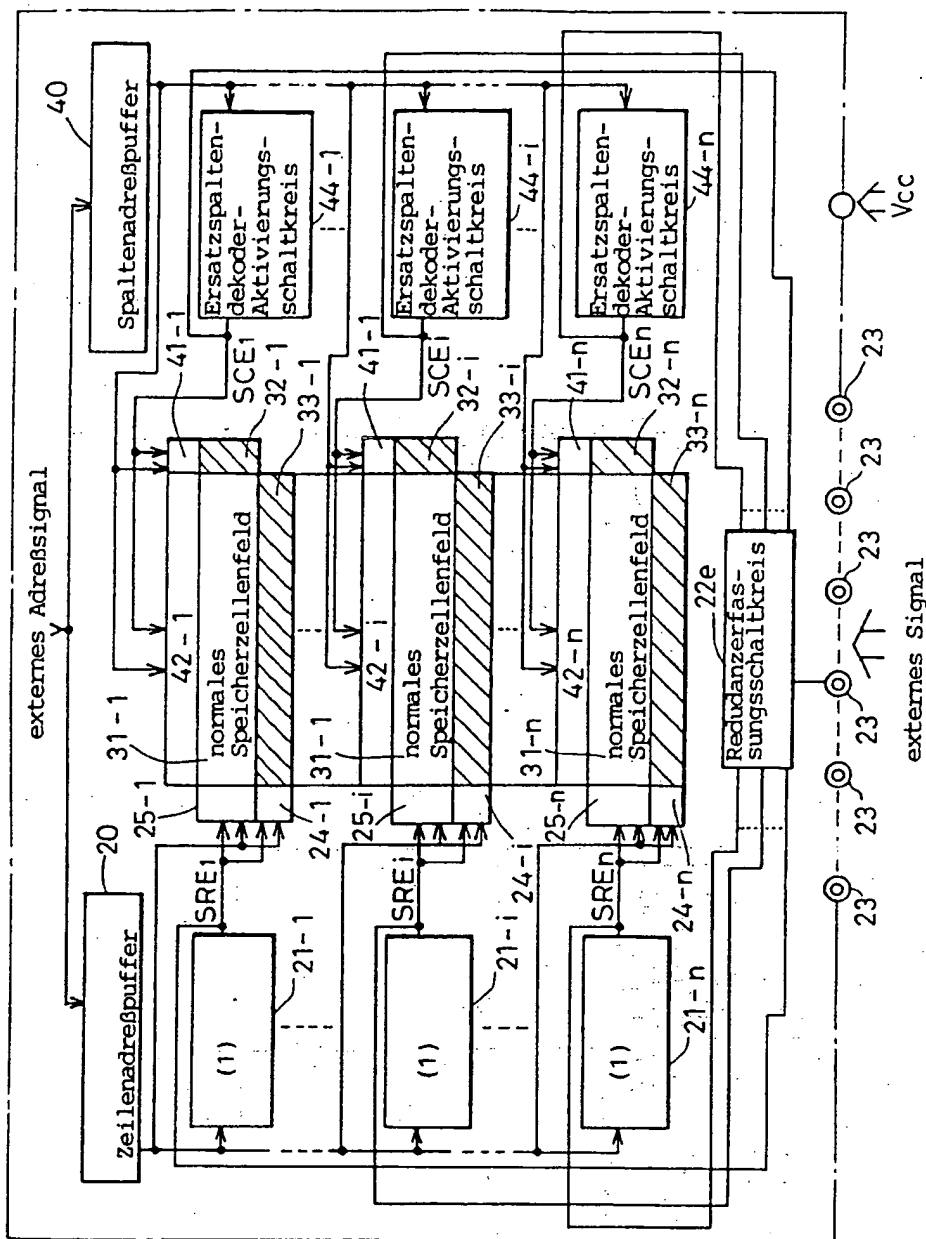 externes Adreßsignal
20
Zeilenadreßpuffer
40
Spaltenadreßpuffer
(1)
21-1
SRE1
25-1
24-1
31-1
42-1
normales
Speicherzellenfeld
41-1
SCE1
32-1
33-1
Ersatzspalten-
dekoder-
Aktivierungs-
schaltkreis
44-1
(1)
21-i
SREi
25-i
24-i
31-1
42-i
normales
Speicherzellenfeld
41-1
SCEi
32-i
33-i
Ersatzspalten-
dekoder-
Aktivierungs-
schaltkreis
44-i
(1)
21-n
SREn
25-n
24-n
31-n
42-n
normales
Speicherzellenfeld
41-n
SCEn
32-n
33-n
Ersatzspalten-
dekoder-
Aktivierungs-
schaltkreis
44-n
Redudanzerfas-
sungsschaltkreis
22e
23
23
23
23
23
23
externes Signal
Vcc